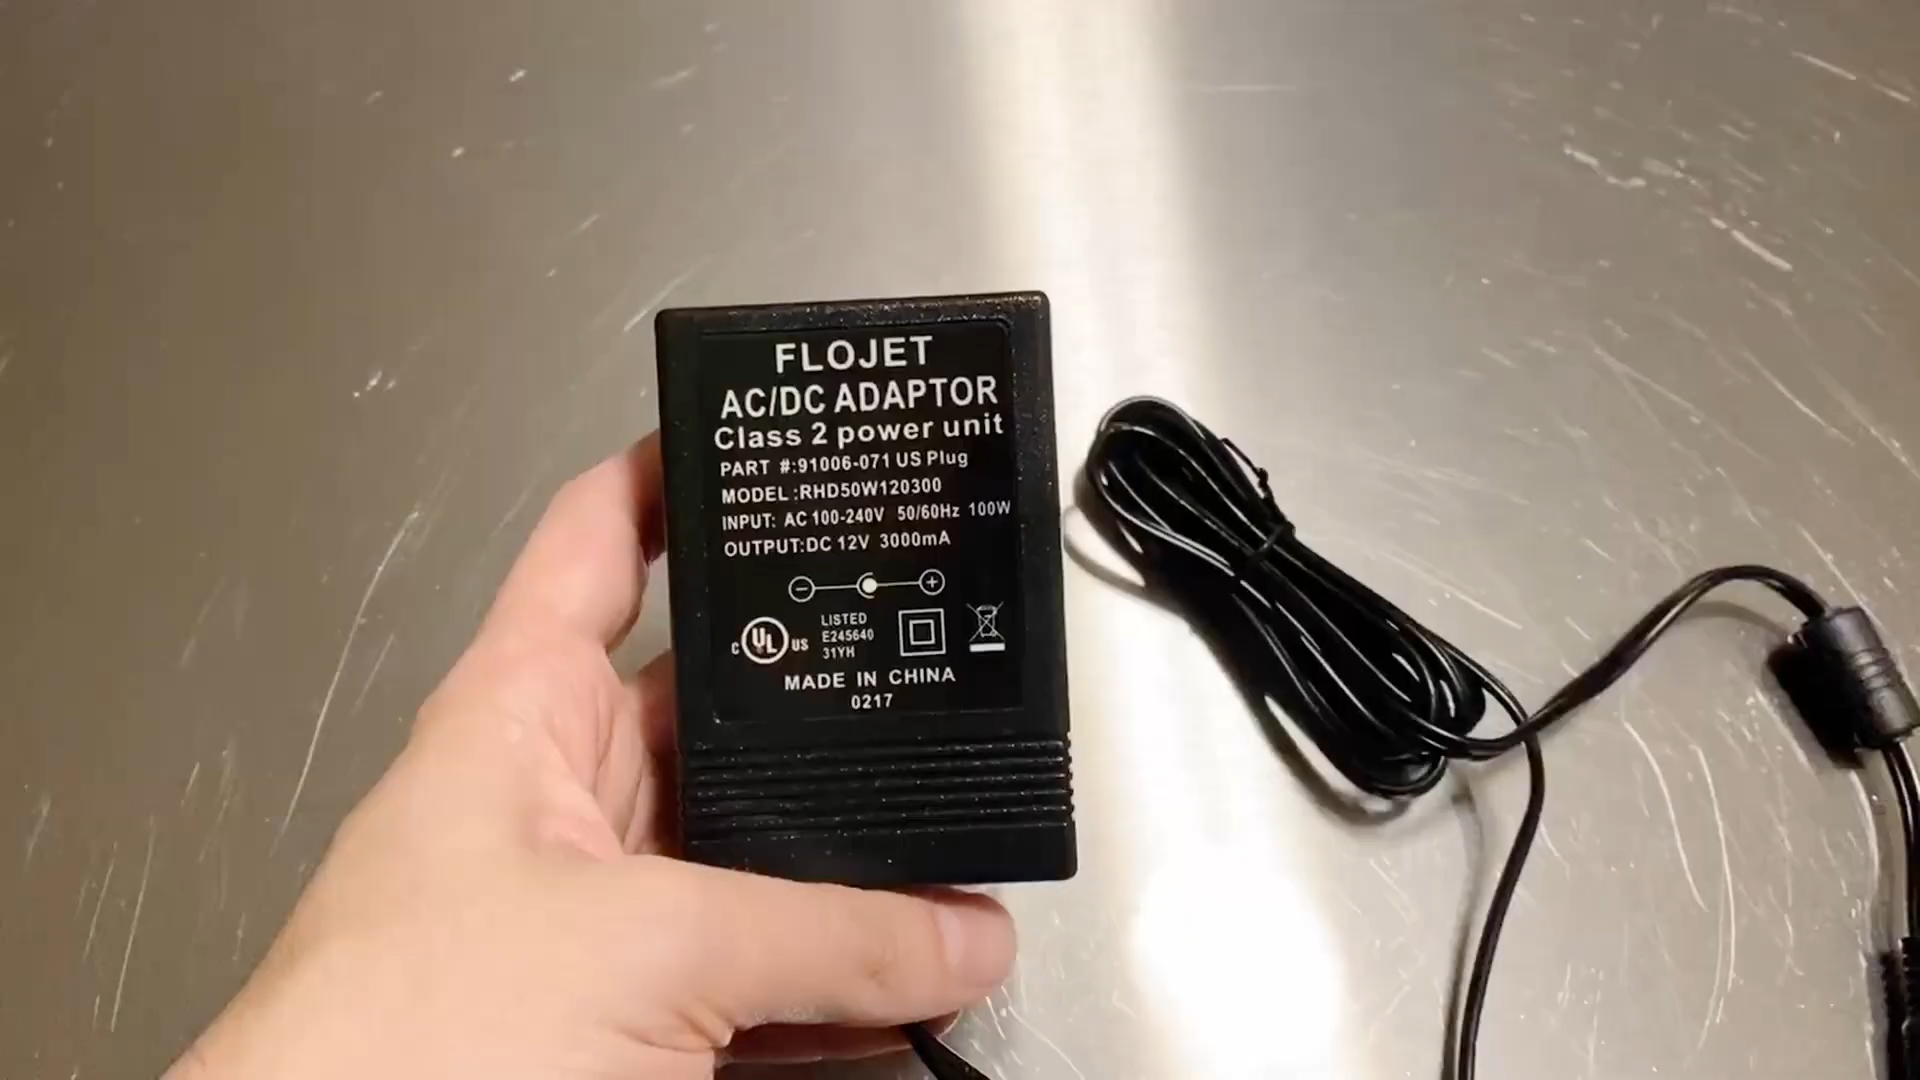 FLOJET
AC/DC ADAPTOR
Class 2 power unit
PART #:91006-071 US Plug
MODEL :RHD50W120300
INPUT: AC 100-240V 50/60Hz 100W
OUTPUT:DC 12V 3000mA
− +
C UL US
LISTED
E245640
31YH
MADE IN CHINA
0217